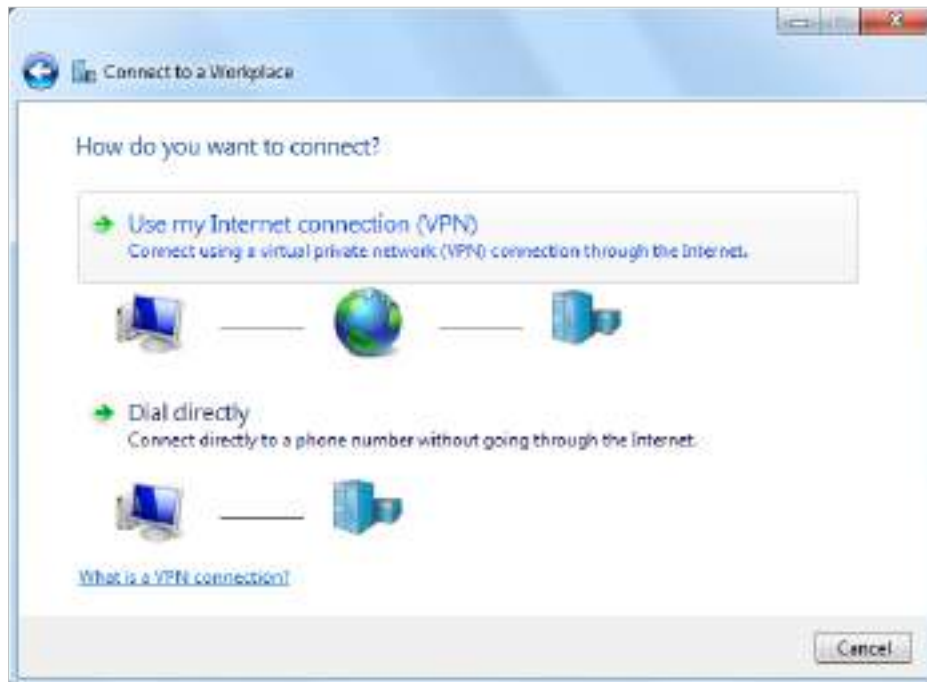 Connect to a Workplace
How do you want to connect?
Use my Internet connection (VPN)
Connect using a virtual private network (VPN) connection through the Internet.
Dial directly
Connect directly to a phone number without going through the Internet.
What is a VPN connection?
Cancel